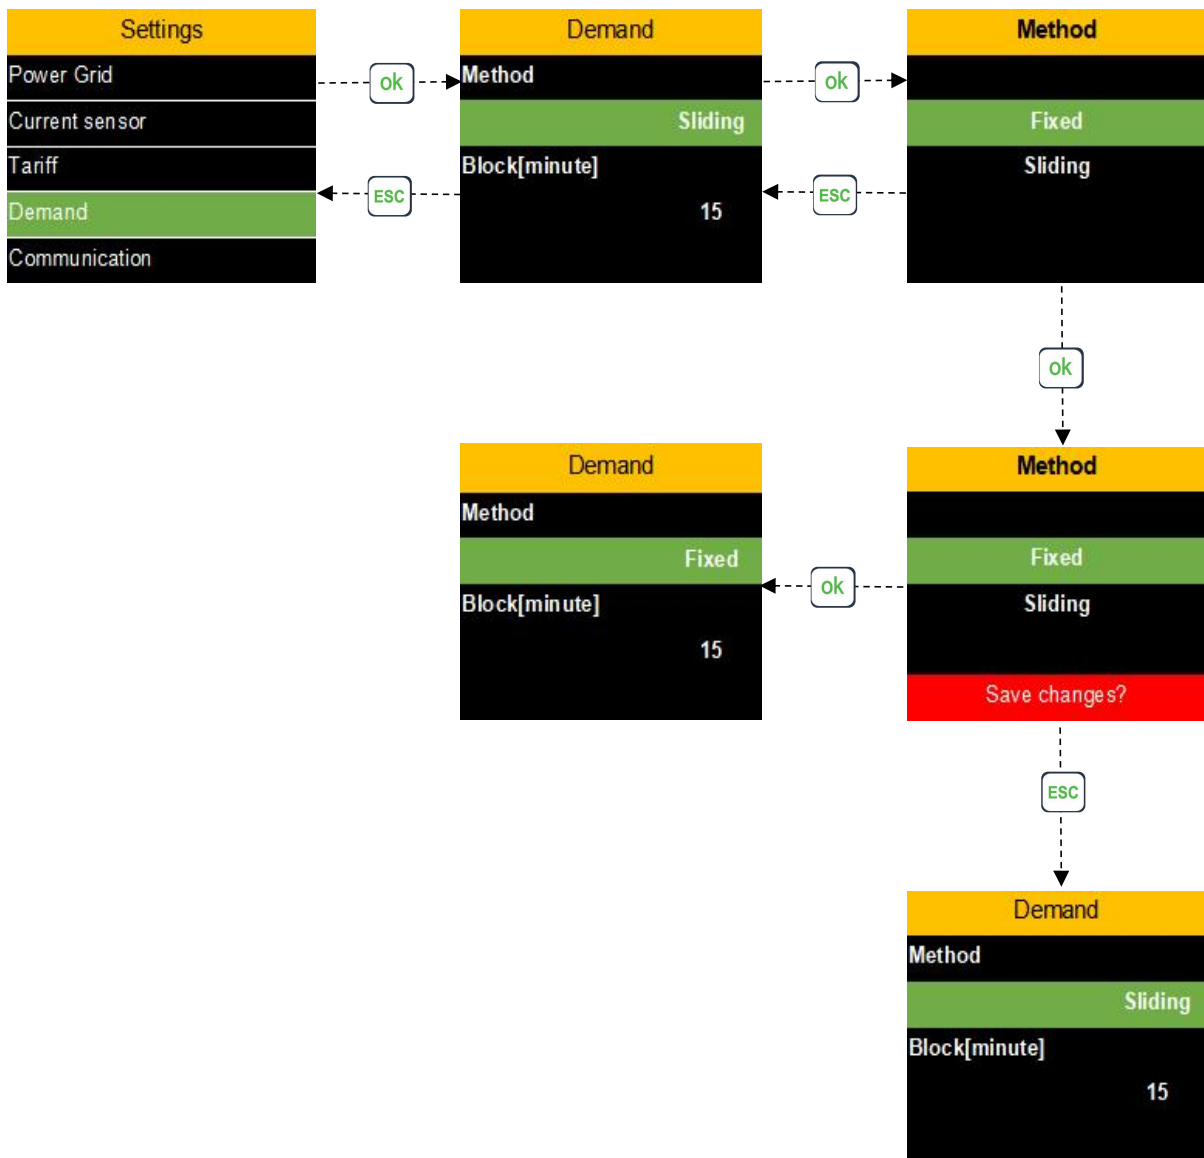 Settings
Power Grid
Current sensor
Tariff
Demand
Communication
ok
ESC
Demand
Method
Sliding
Block[minute]
15
ok
ESC
Method
Fixed
Sliding
ok
Method
Fixed
Sliding
Save changes?
ok
Demand
Method
Fixed
Block[minute]
15
ESC
Demand
Method
Sliding
Block[minute]
15